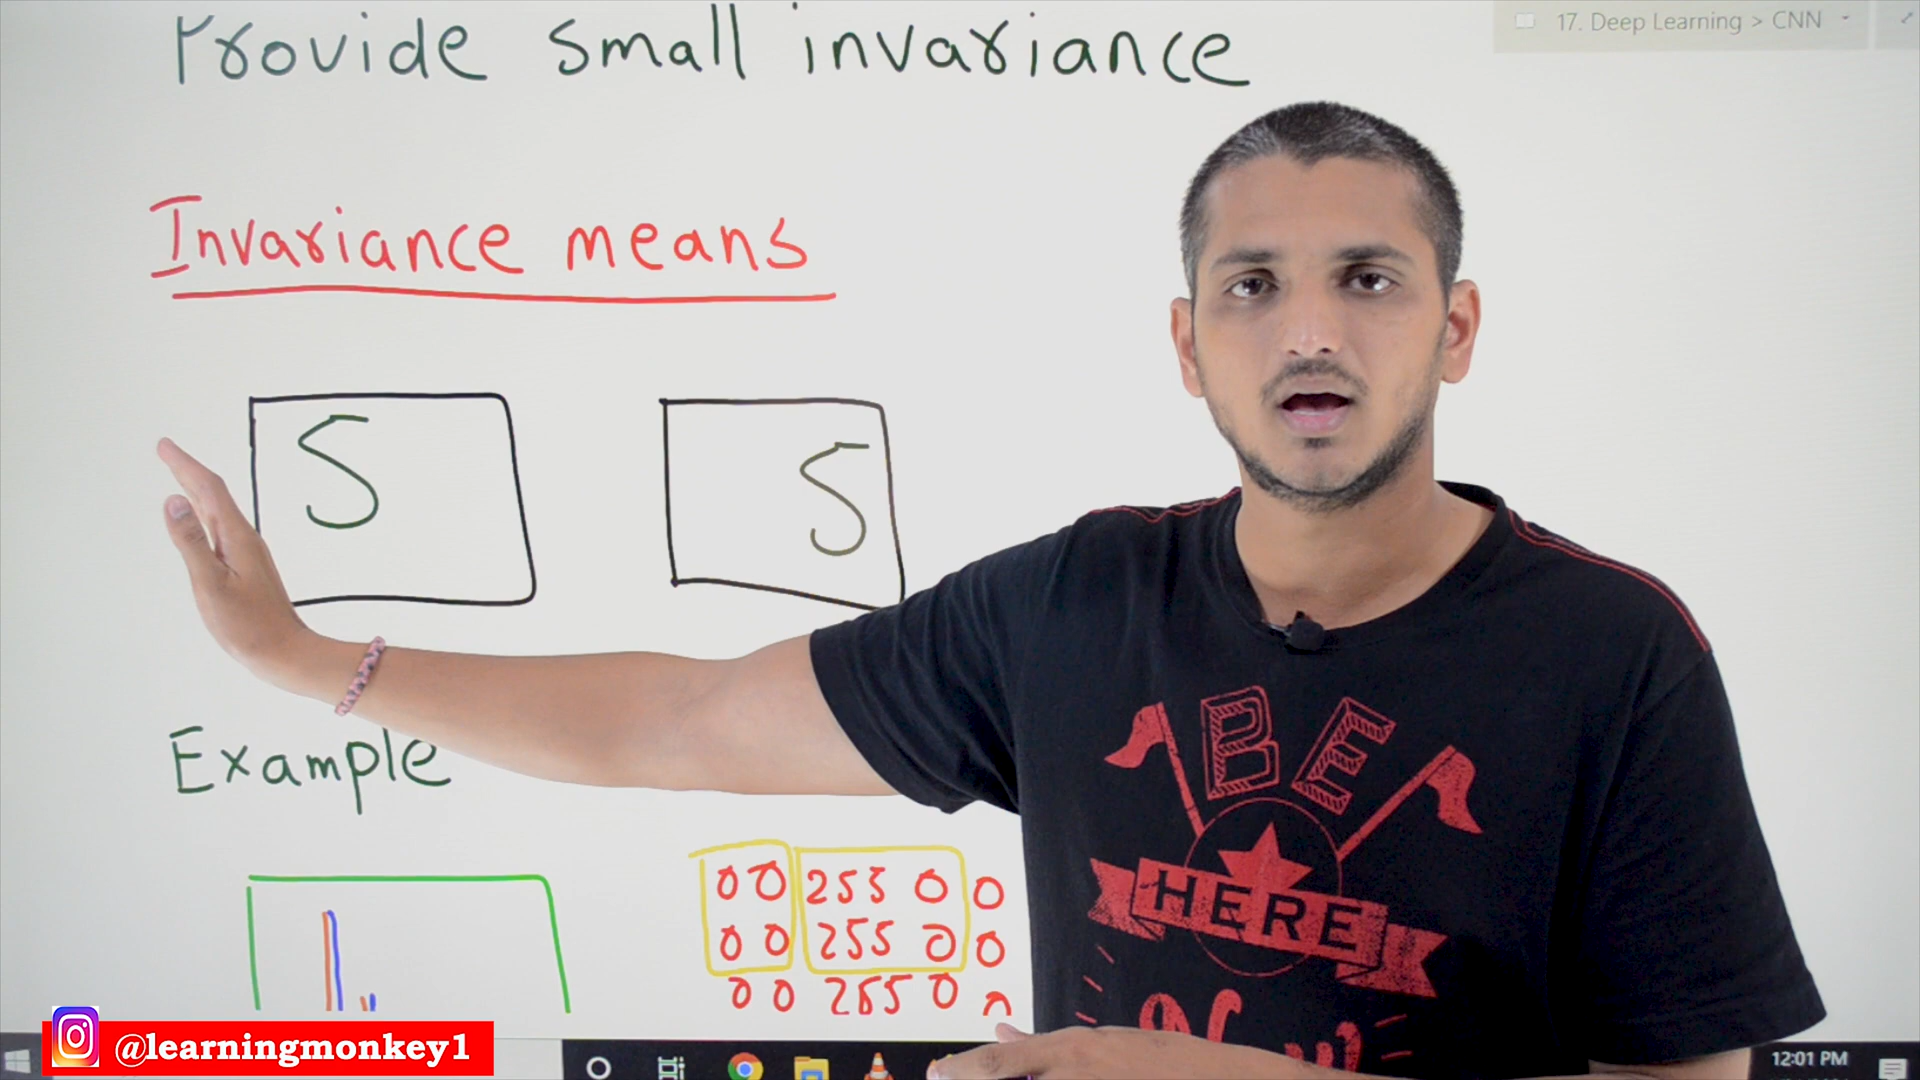 Provide small invariance
17. Deep Learning > CNN
Invariance means
S
S
Example
0 0 255 0 0
0 0 255 0 0
0 0 255 0
BE
HERE
@learningmonkey1
12:01 PM